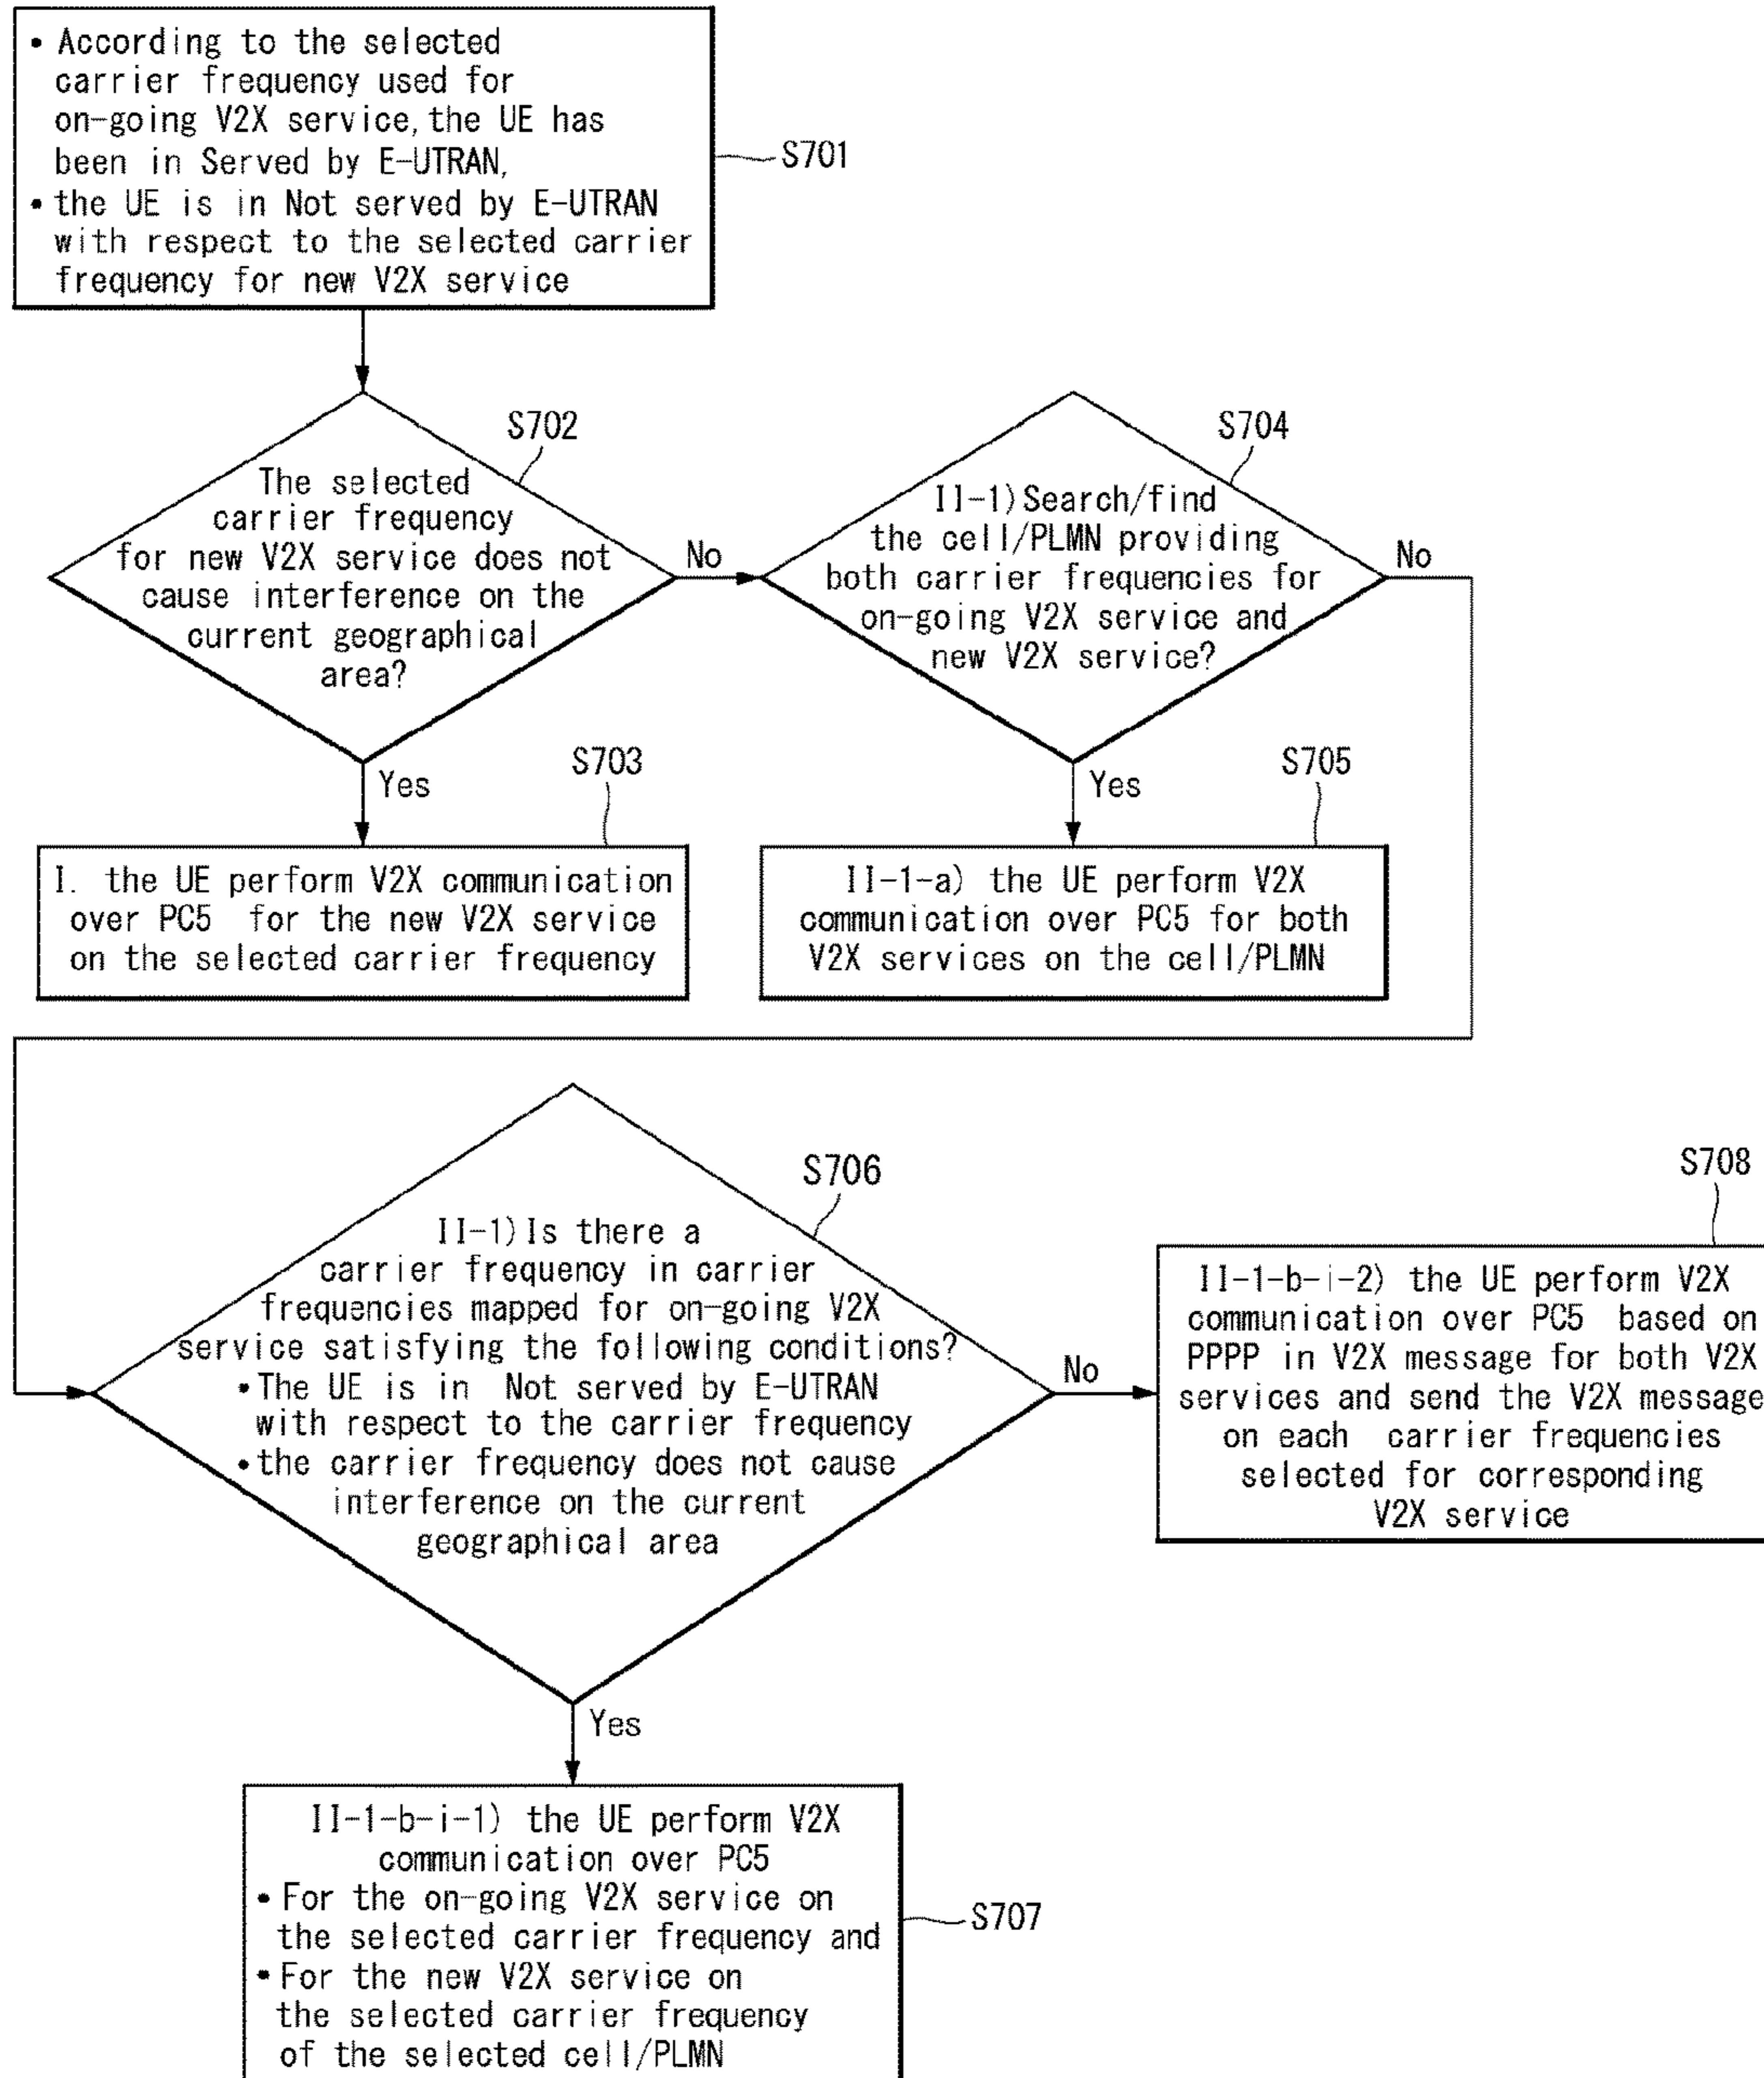 • According to the selected
carrier frequency used for
on-going V2X service, the UE has
been in Served by E-UTRAN,
• the UE is in Not served by E-UTRAN
with respect to the selected carrier
frequency for new V2X service
S701
S702
The selected
carrier frequency
for new V2X service does not
cause interference on the
current geographical
area?
No
Yes
S704
II-1)Search/find
the cell/PLMN providing
both carrier frequencies for
on-going V2X service and
new V2X service?
No
Yes
S703
I. the UE perform V2X communication
over PC5 for the new V2X service
on the selected carrier frequency
S705
II-1-a) the UE perform V2X
communication over PC5 for both
V2X services on the cell/PLMN
S706
II-1)Is there a
carrier frequency in carrier
frequencies mapped for on-going V2X
service satisfying the following conditions?
•The UE is in Not served by E-UTRAN
with respect to the carrier frequency
•the carrier frequency does not cause
interference on the current
geographical area
No
Yes
S708
II-1-b-i-2) the UE perform V2X
communication over PC5 based on
PPPP in V2X message for both V2X
services and send the V2X message
on each carrier frequencies
selected for corresponding
V2X service
II-1-b-i-1) the UE perform V2X
communication over PC5
• For the on-going V2X service on
the selected carrier frequency and
• For the new V2X service on
the selected carrier frequency
of the selected cell/PLMN
S707